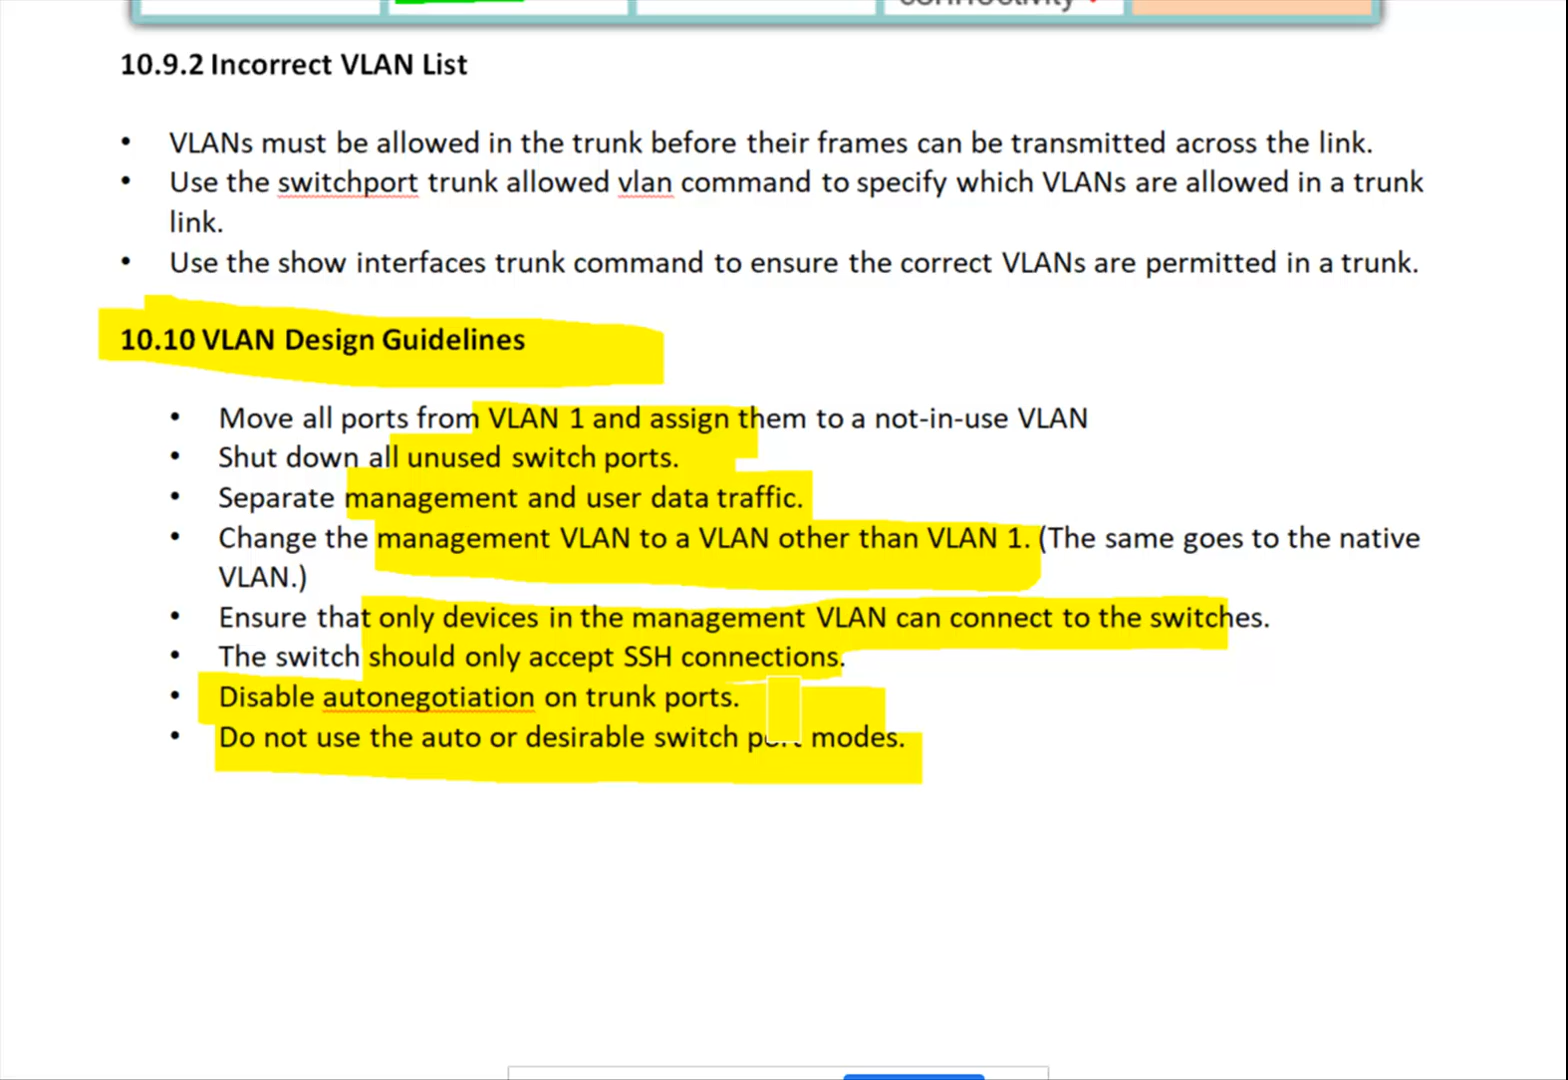 10.9.2 Incorrect VLAN List
• VLANs must be allowed in the trunk before their frames can be transmitted across the link.
• Use the switchport trunk allowed vlan command to specify which VLANs are allowed in a trunk
link.
• Use the show interfaces trunk command to ensure the correct VLANs are permitted in a trunk.
10.10 VLAN Design Guidelines
• Move all ports from VLAN 1 and assign them to a not-in-use VLAN
• Shut down all unused switch ports.
• Separate management and user data traffic.
• Change the management VLAN to a VLAN other than VLAN 1. (The same goes to the native
VLAN.)
• Ensure that only devices in the management VLAN can connect to the switches.
• The switch should only accept SSH connections.
• Disable autonegotiation on trunk ports.
• Do not use the auto or desirable switch port modes.